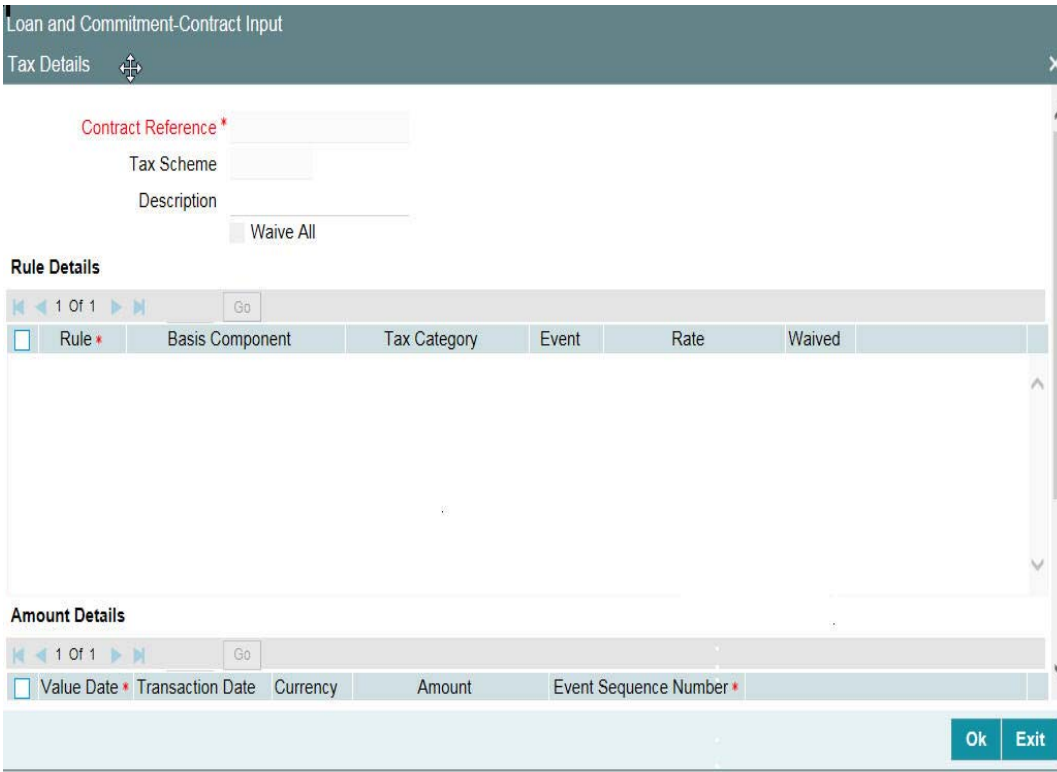 Loan and Commitment-Contract Input
Tax Details
Contract Reference *
Tax Scheme
Description
Waive All
Rule Details
1 Of 1 Go
Rule * Basis Component Tax Category Event Rate Waived
Amount Details
1 Of 1 Go
Value Date * Transaction Date Currency Amount Event Sequence Number *
Ok Exit